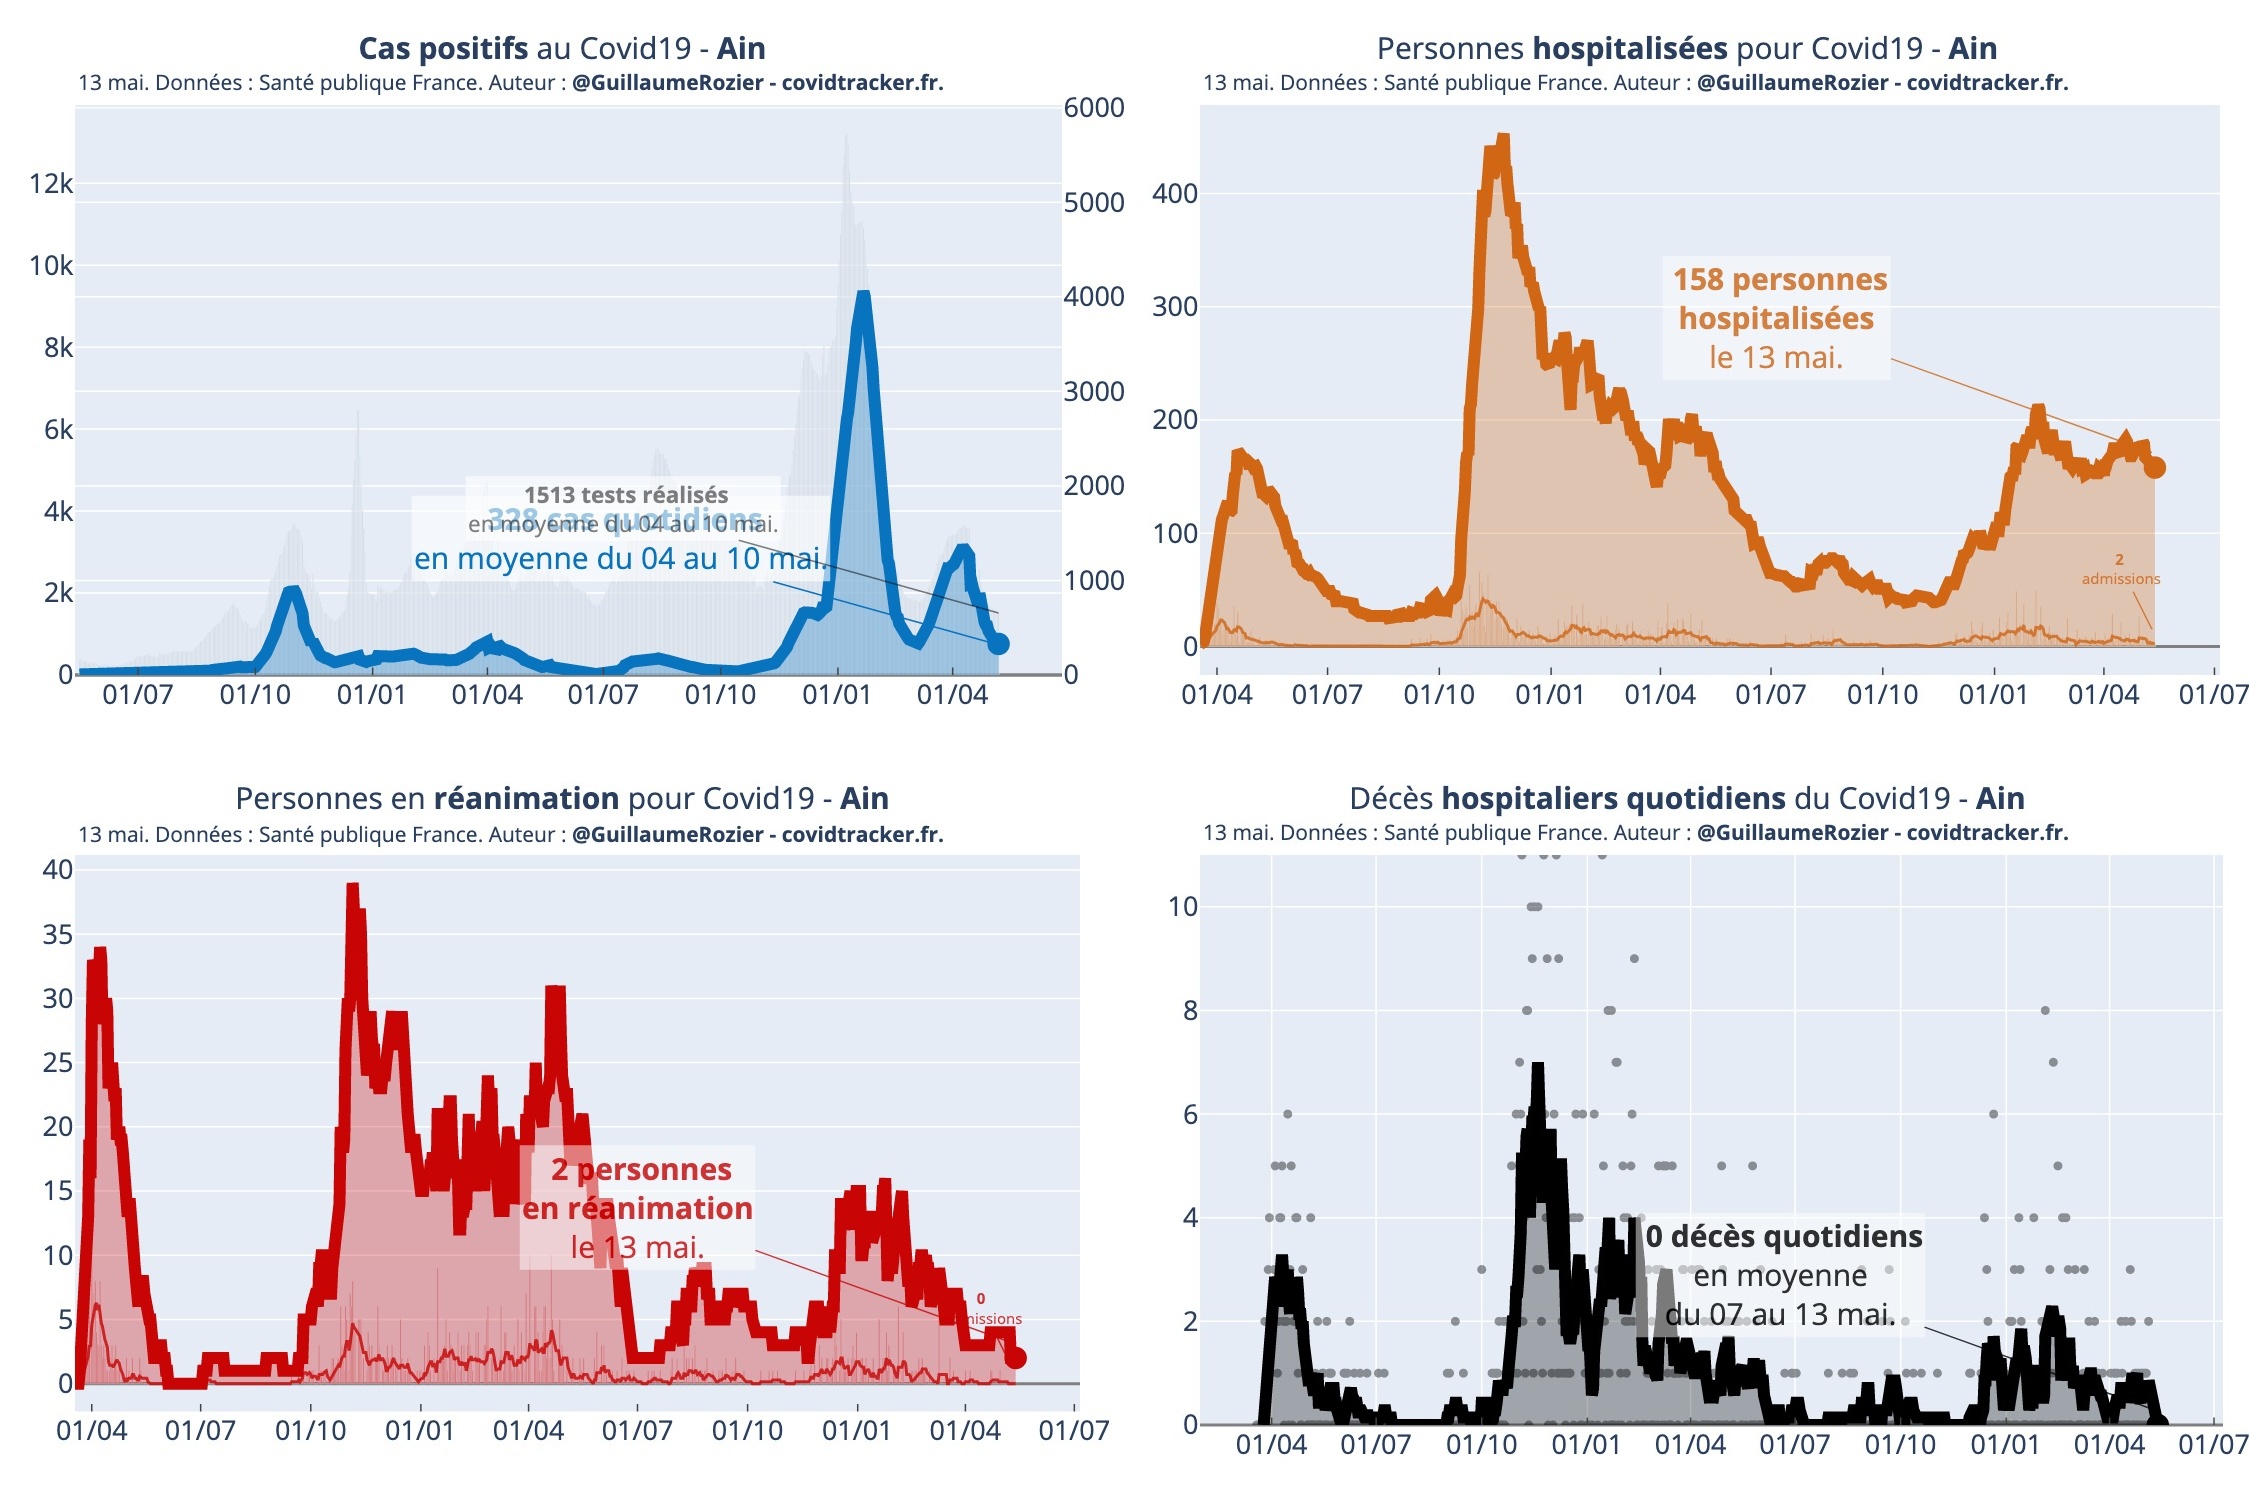 Cas positifs au Covid19 - Ain
13 mai. Données : Santé publique France. Auteur : @GuillaumeRozier - covidtracker.fr.
6000
12k
5000
10k
4000
8k
3000
6k
2000
4k
1000
2k
0
0
1513 tests réalisés
en moyenne du 04 au 10 mai.
328 cas quotidiens
en moyenne du 04 au 10 mai.
01/07 01/10 01/01 01/04 01/07 01/10 01/01 01/04
Personnes hospitalisées pour Covid19 - Ain
13 mai. Données : Santé publique France. Auteur : @GuillaumeRozier - covidtracker.fr.
400
300
200
100
0
158 personnes
hospitalisées
le 13 mai.
2
admissions
01/04 01/07 01/10 01/01 01/04 01/07 01/10 01/01 01/04 01/07
Personnes en réanimation pour Covid19 - Ain
13 mai. Données : Santé publique France. Auteur : @GuillaumeRozier - covidtracker.fr.
40
35
30
25
20
15
10
5
0
2 personnes
en réanimation
le 13 mai.
0
missions
01/04 01/07 01/10 01/01 01/04 01/07 01/10 01/01 01/04 01/07
Décès hospitaliers quotidiens du Covid19 - Ain
13 mai. Données : Santé publique France. Auteur : @GuillaumeRozier - covidtracker.fr.
10
8
6
4
2
0
0 décès quotidiens
en moyenne
du 07 au 13 mai.
01/04 01/07 01/10 01/01 01/04 01/07 01/10 01/01 01/04 01/07